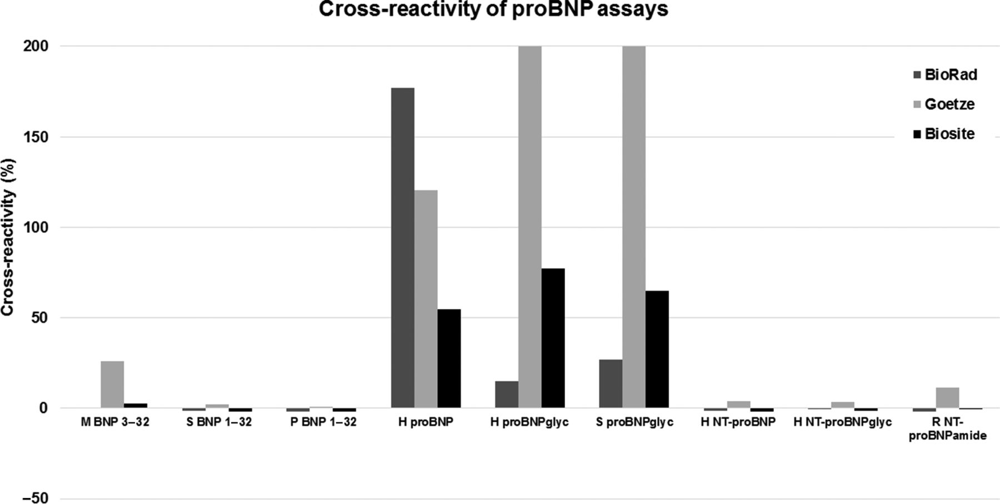 Cross-reactivity of proBNP assays
Cross-reactivity (%)
200
150
100
50
0
–50
BioRad
Goetze
Biosite
M BNP 3–32
S BNP 1–32
P BNP 1–32
H proBNP
H proBNPglyc
S proBNPglyc
H NT-proBNP
H NT-proBNPglyc
R NT-
proBNPamide